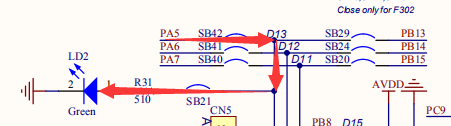 Close only for F302
PA5 SB42 D13 SB29 PB13
PA6 SB41 D12 SB24 PB14
PA7 SB40 D11 SB20 PB15
LD2
2 1 R31 AVDD
510 SB21
Green CN5 PC9
PB8 D15
A